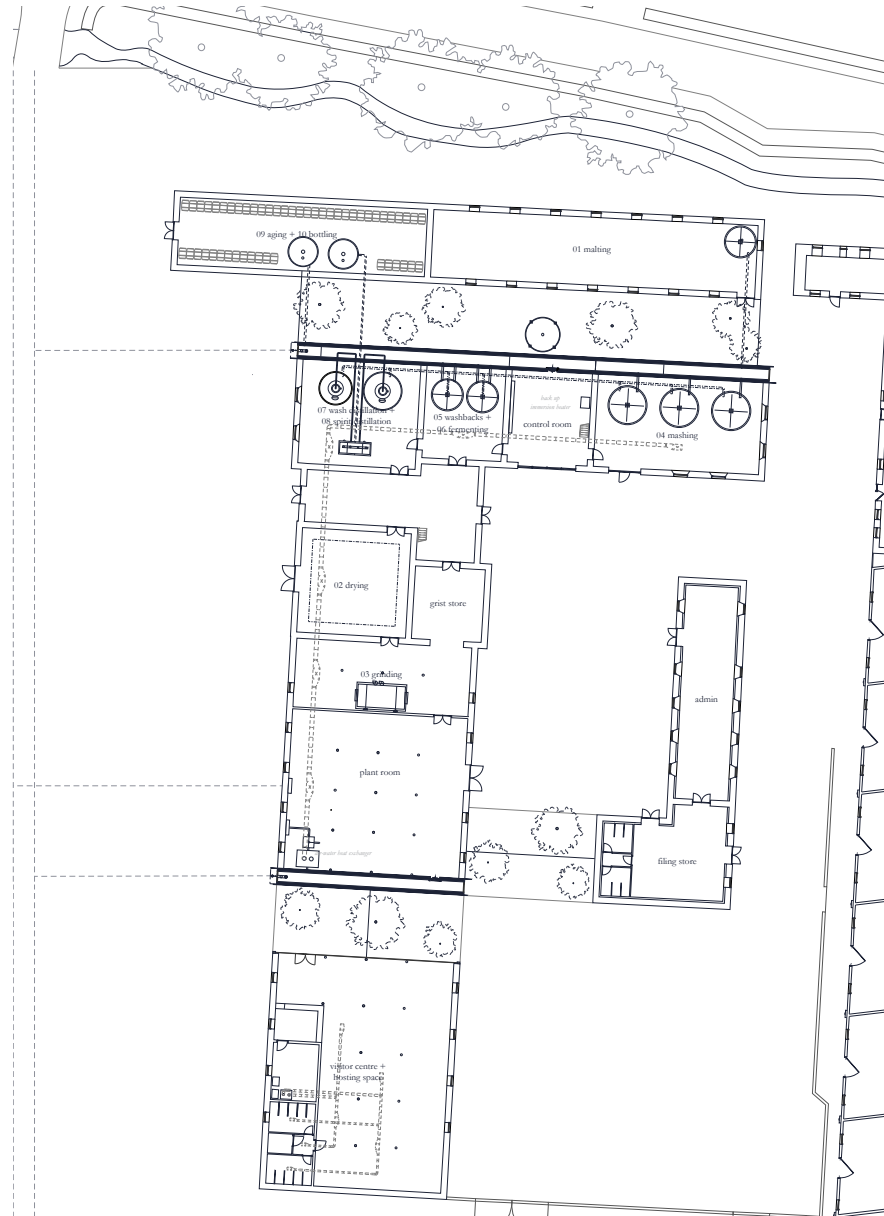 09 aging + 10 bottling
01 malting
07 wash distillation +
08 spirit distillation
05 washbacks +
06 fermenting
back up
immersion heater
control room
04 mashing
02 drying
grist store
03 grinding
admin
plant room
water heat exchanger
filing store
visitor centre +
hosting space